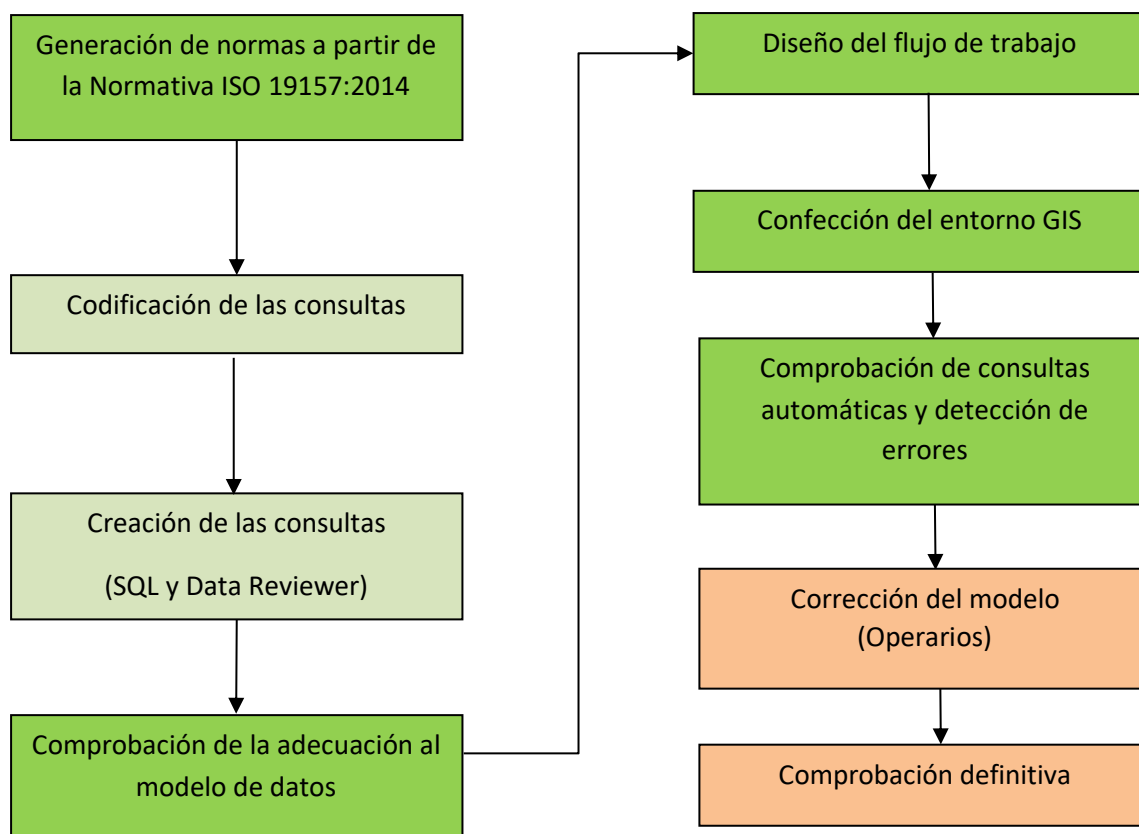 Generación de normas a partir de
la Normativa ISO 19157:2014
Codificación de las consultas
Creación de las consultas
(SQL y Data Reviewer)
Comprobación de la adecuación al
modelo de datos
Diseño del flujo de trabajo
Confección del entorno GIS
Comprobación de consultas
automáticas y detección de
errores
Corrección del modelo
(Operarios)
Comprobación definitiva